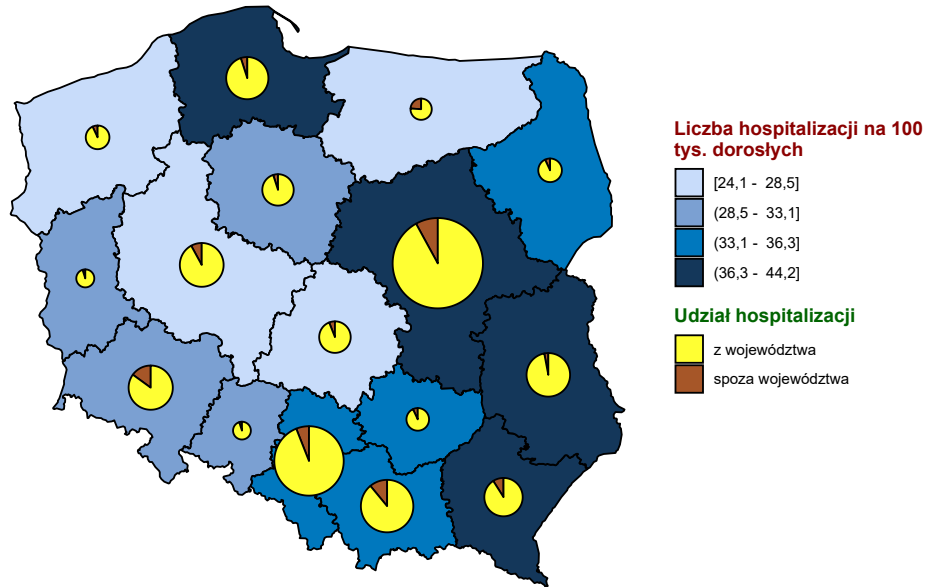 Liczba hospitalizacji na 100
tys. dorosłych
[24,1 - 28,5]
(28,5 - 33,1]
(33,1 - 36,3]
(36,3 - 44,2]
Udział hospitalizacji
z województwa
spoza województwa